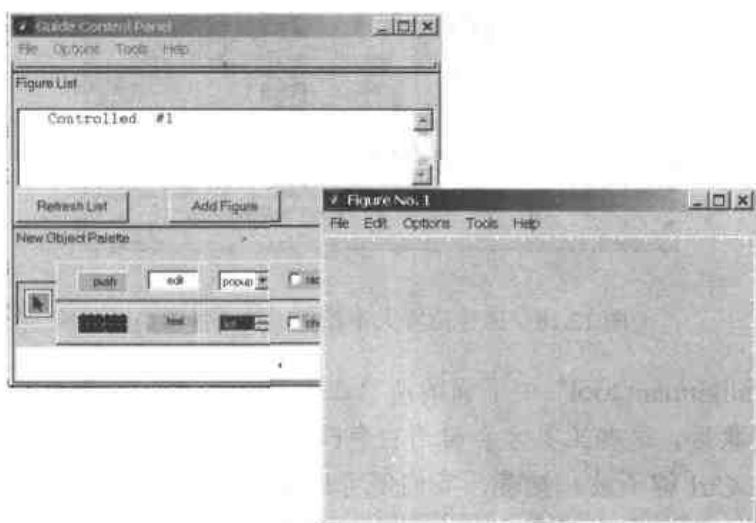 Guide Control Panel
File Options Tools Help
Figure List
Controlled #1
Refresh List Add Figure
New Object Palette
push edit popup
text
Figure No. 1
File Edit Options Tools Help